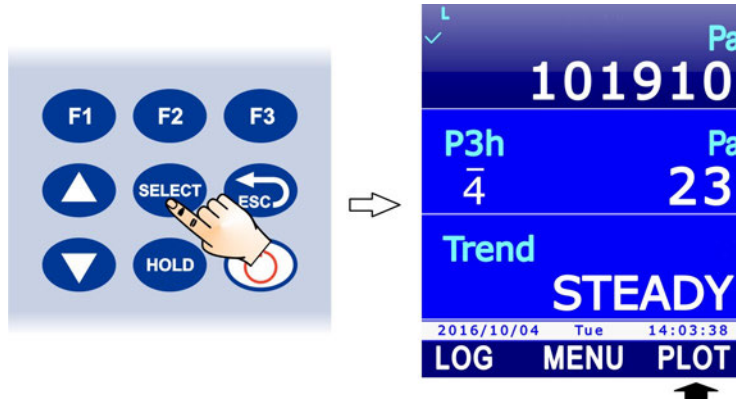 F1 F2 F3
SELECT
ESC
HOLD
L
Pa
101910
P3h Pa
4 23
Trend
STEADY
2016/10/04 Tue 14:03:38
LOG MENU PLOT